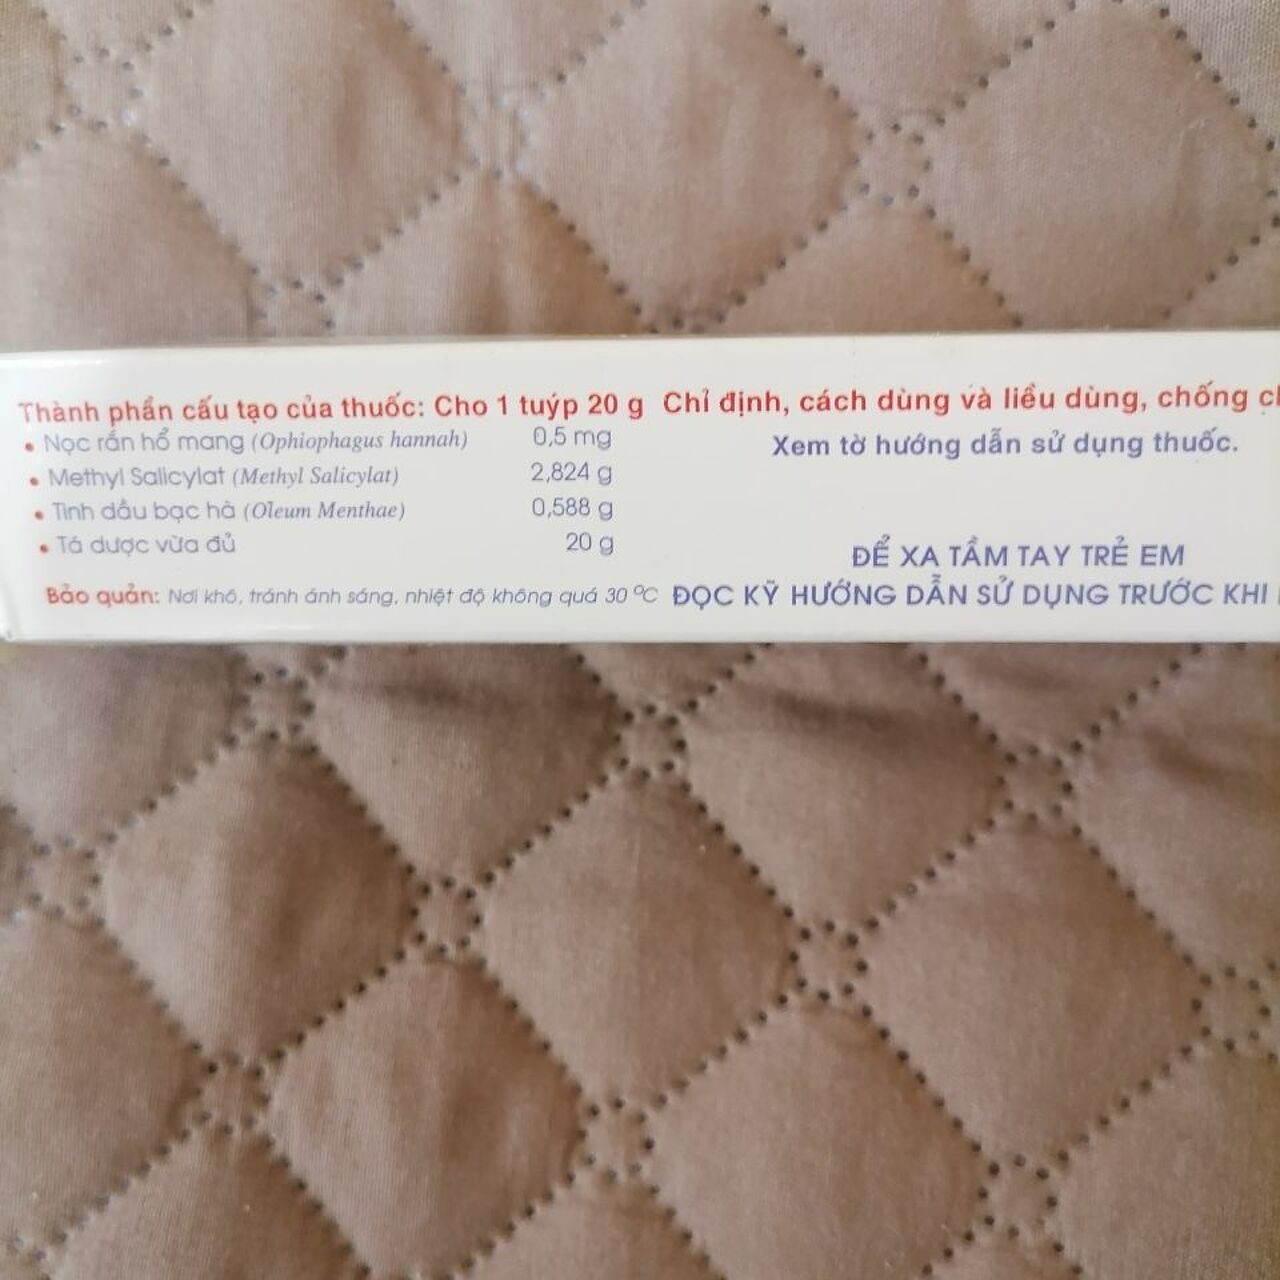 Thành phần cấu tạo của thuốc: Cho 1 tuýp 20 g
• Nọc rắn hổ mang (Ophiophagus hannah) 0,5 mg
• Methyl Salicylat (Methyl Salicylat) 2,824 g
• Tinh dầu bạc hà (Oleum Menthae) 0,588 g
• Tá dược vừa đủ 20 g
Bảo quản: Nơi khô, tránh ánh sáng, nhiệt độ không quá 30 ºC
Chỉ định, cách dùng và liều dùng, chống
Xem tờ hướng dẫn sử dụng thuốc.
ĐỂ XA TẦM TAY TRẺ EM
ĐỌC KỸ HƯỚNG DẪN SỬ DỤNG TRƯỚC KHI